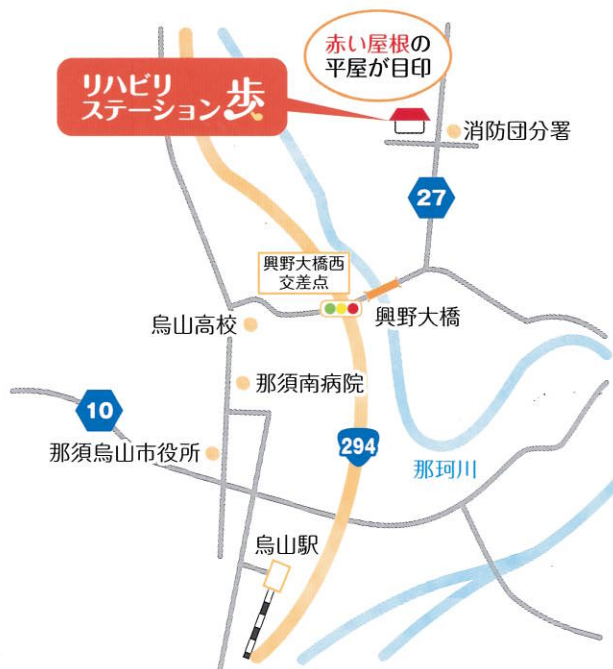 赤い屋根の
平屋が目印
リハビリ
ステーション歩
消防団分署
27
興野大橋西
交差点
興野大橋
烏山高校
那須南病院
10
294
那須烏山市役所
那珂川
烏山駅